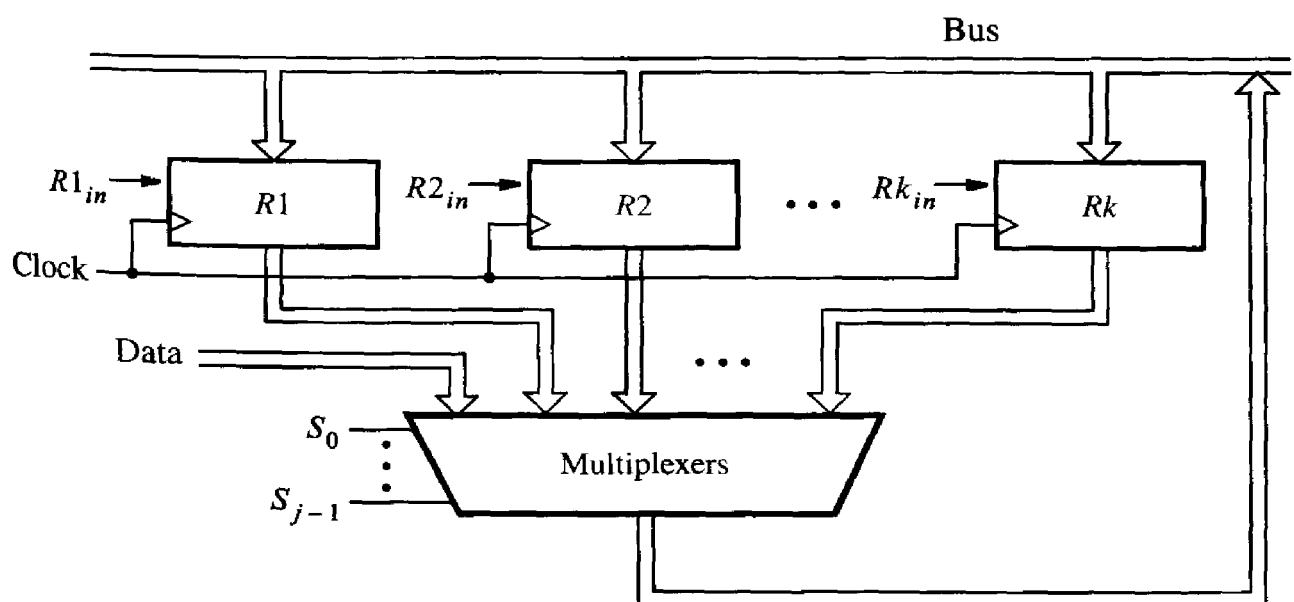 Bus
R1in
R1
R2in
R2
• • •
Rkin
Rk
Clock
Data
• • •
S0
Multiplexers
Sj−1